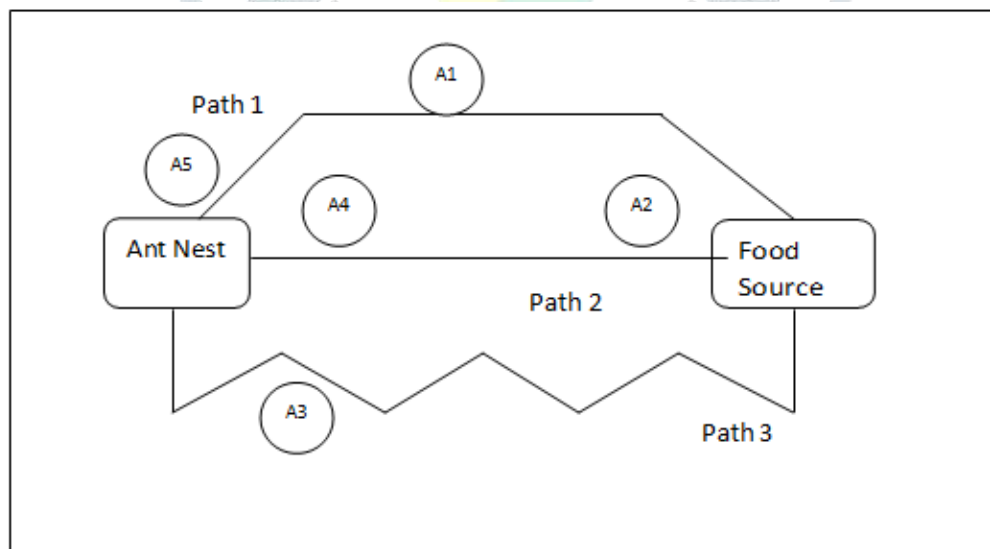 A1
Path 1
A5
A4
A2
Ant Nest
Food
Source
Path 2
A3
Path 3